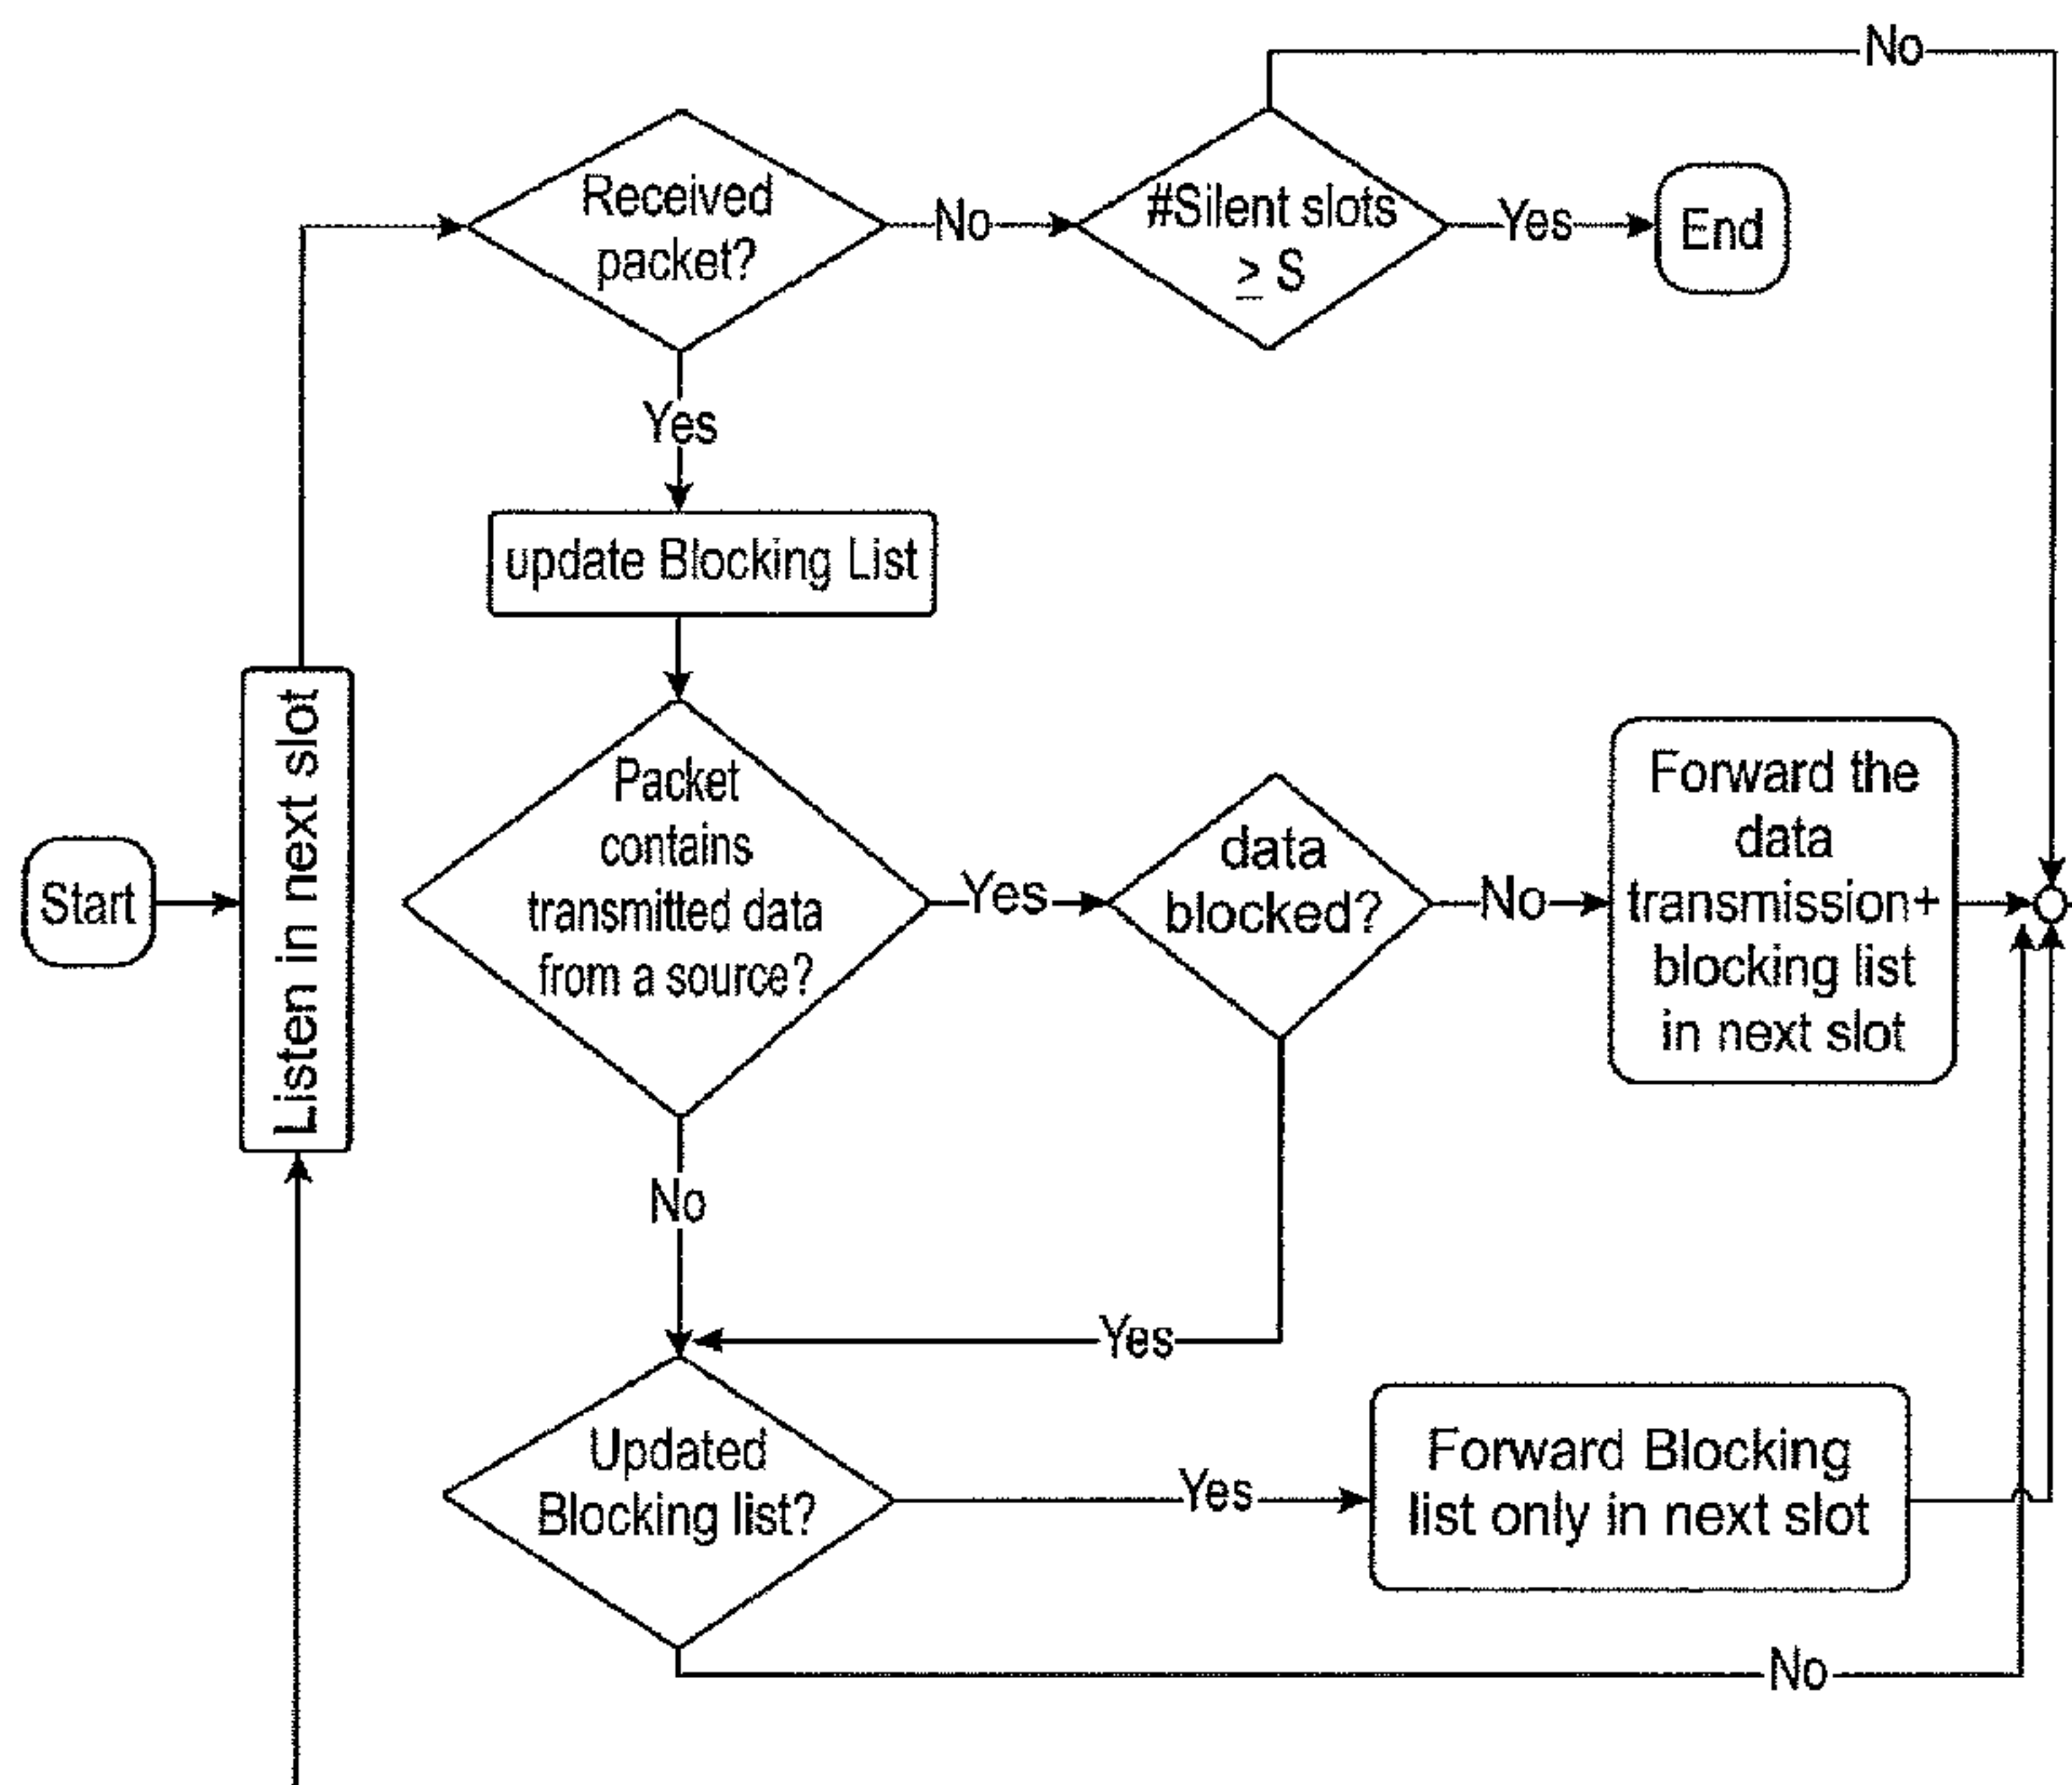 No
Received
packet?
No
#Silent slots
≥ S
Yes
End
Yes
update Blocking List
Start
Listen in next slot
Packet
contains
transmitted data
from a source?
Yes
data
blocked?
No
Forward the
data
transmission+
blocking list
in next slot
No
Yes
Updated
Blocking list?
Yes
Forward Blocking
list only in next slot
No